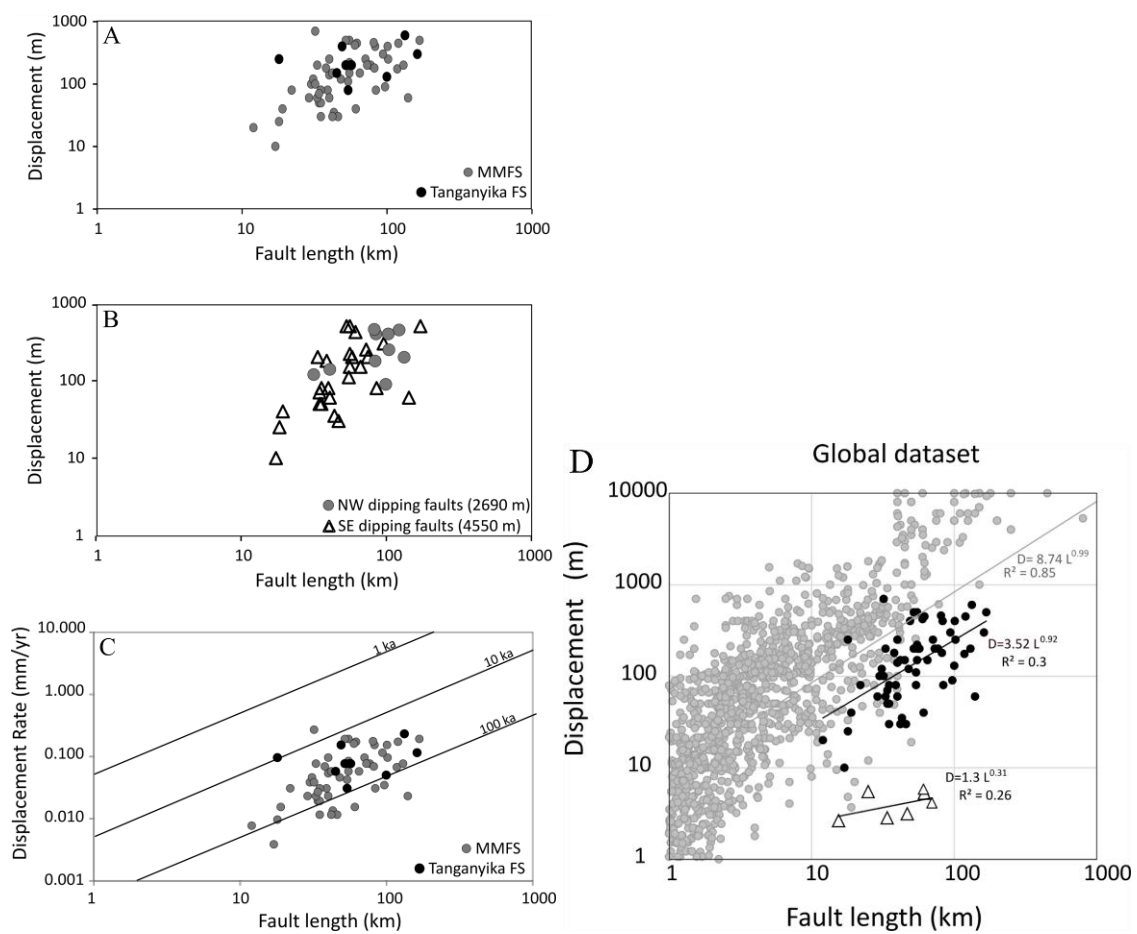 A
Displacement (m)
1000
100
10
1
1 10 100 1000
Fault length (km)
MMFS
Tanganyika FS
B
Displacement (m)
1000
100
10
1
1 10 100 1000
Fault length (km)
NW dipping faults (2690 m)
SE dipping faults (4550 m)
C
Displacement Rate (mm/yr)
10.000
1.000
0.100
0.010
0.001
1 10 100 1000
Fault length (km)
1 ka
10 ka
100 ka
MMFS
Tanganyika FS
D
Global dataset
Displacement (m)
10000
1000
100
10
1
1 10 100 1000
Fault length (km)
D= 8.74 L^0.99
R² = 0.85
D=3.52 L^0.92
R² = 0.3
D=1.3 L^0.31
R² = 0.26